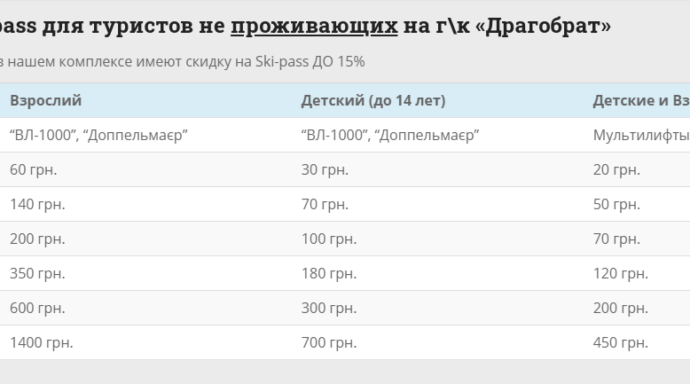 pass для туристов не проживающих на г\к «Драгобрат»
в нашем комплексе имеют скидку на Ski-pass ДО 15%
Взрослий Детский (до 14 лет) Детские и Вз
“ВЛ-1000”, “Доппельмаєр” “ВЛ-1000”, “Доппельмаєр” Мультилифты
60 грн. 30 грн. 20 грн.
140 грн. 70 грн. 50 грн.
200 грн. 100 грн. 70 грн.
350 грн. 180 грн. 120 грн.
600 грн. 300 грн. 200 грн.
1400 грн. 700 грн. 450 грн.